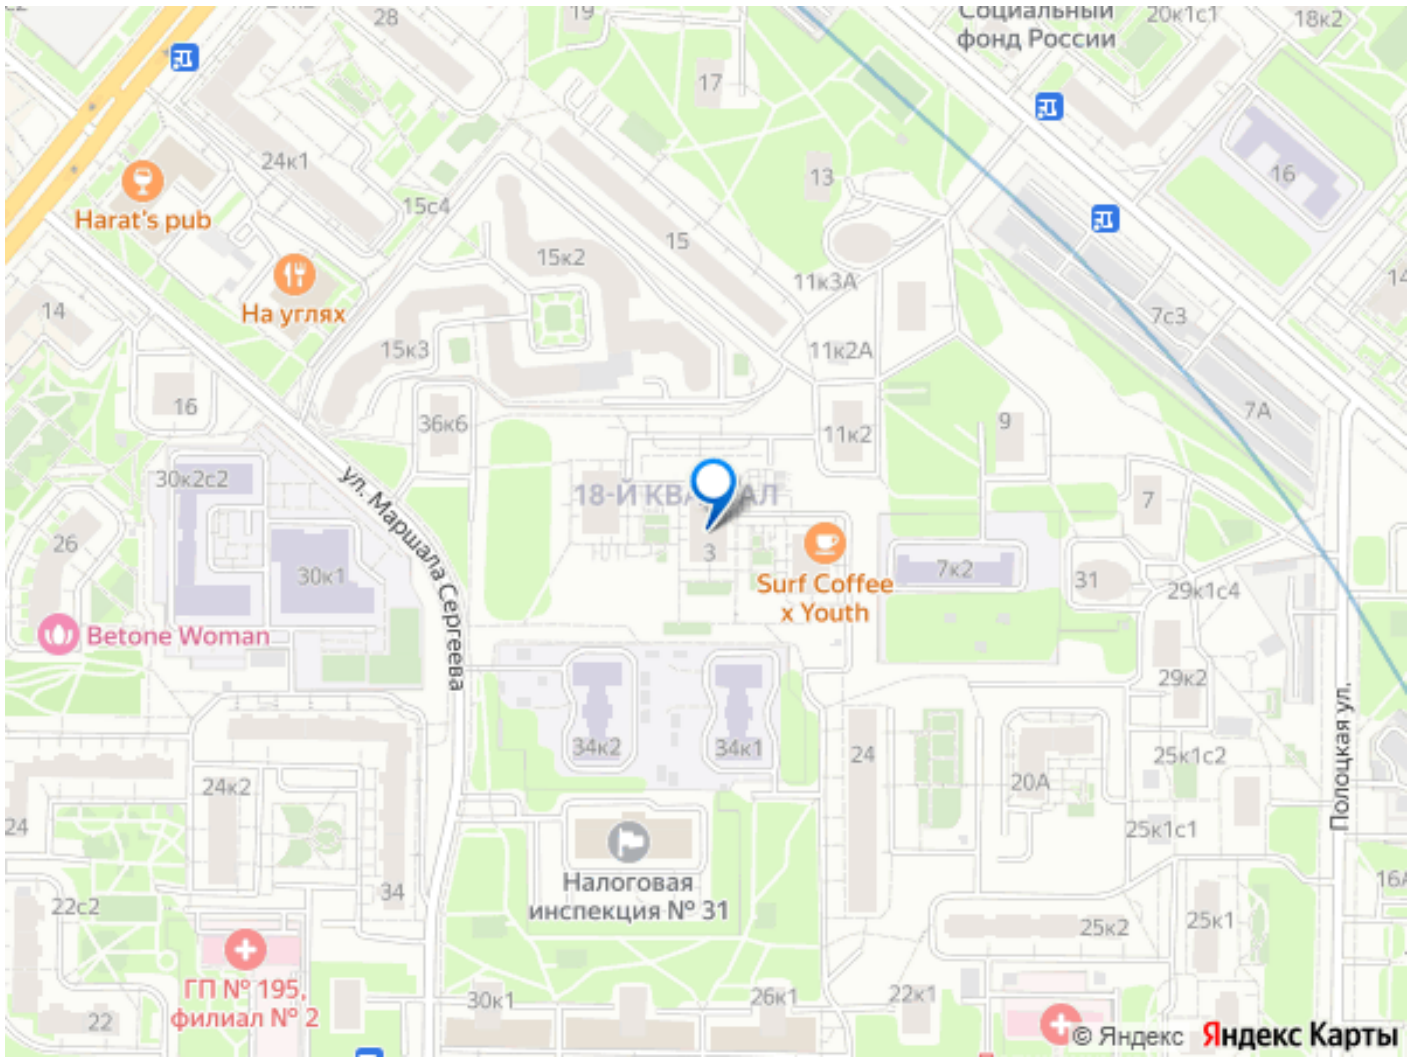 28
19
Социальный
фонд России
20к1с1
18к2
17
24к1
13
16
Harat's pub
15с4
15к2
15
11к3А
14
На углях
14
7с3
15к3
11к2А
16
36к6
11к2
9
7А
30к2с2
ул. Маршала Сергеева
18-Й КВАРТАЛ
7
26
30к1
3
Surf Coffee
x Youth
7к2
31
29к1с4
Betone Woman
29к2
Полоцкая ул.
34к2
34к1
24
25к1с2
24к2
20А
24
25к1с1
Налоговая
инспекция № 31
34
16А
22с2
25к2
25к1
ГП № 195,
филиал № 2
30к1
26к1
22к1
22
© Яндекс Яндекс Карты